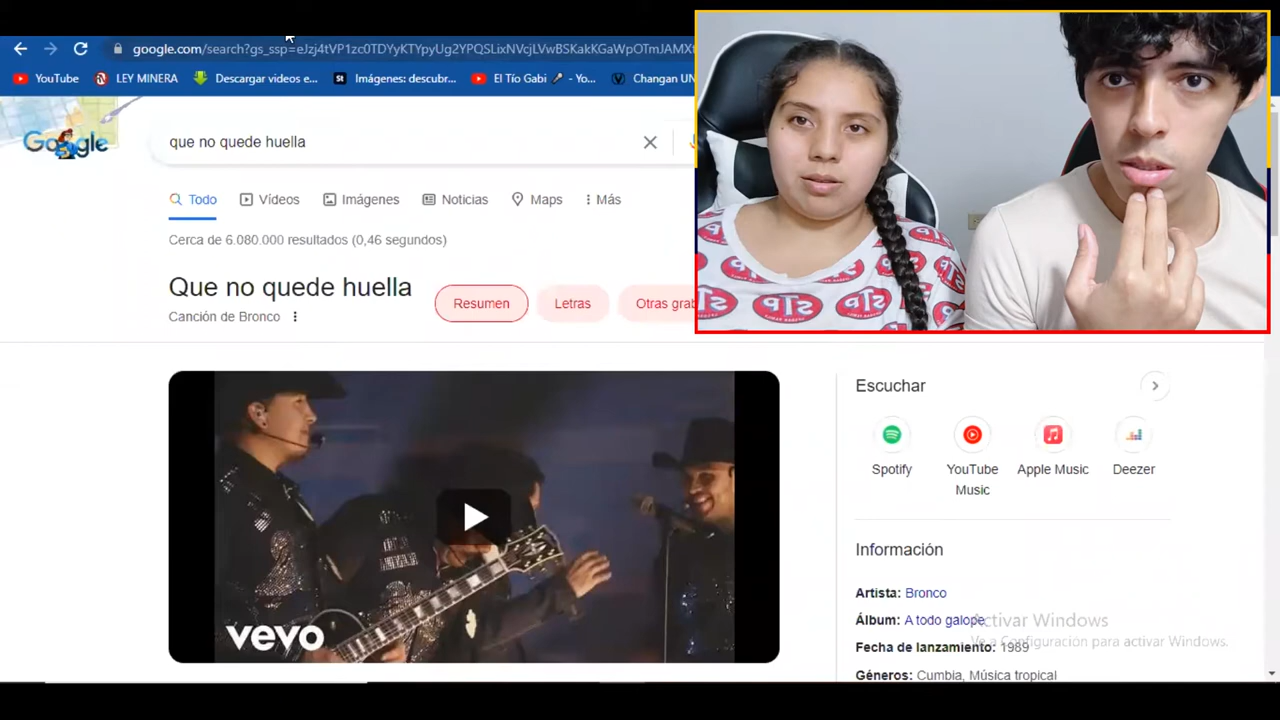 google.com/search?gs_ssp=eJzj4tVP1zc0TDYyKTYpyUg2YPQSLixNVcjLVwBSKakKGaWpOTmJAMX
YouTube LEY MINERA Descargar videos e... St Imágenes: descubr... El Tío Gabi 🎤 - Yo... Changan UN
Google que no quede huella
Todo Vídeos Imágenes Noticias Maps Más
Cerca de 6.080.000 resultados (0,46 segundos)
Que no quede huella
Resumen Letras Otras grab
Canción de Bronco
STP
vevo
Escuchar
Spotify YouTube Music Apple Music Deezer
Información
Artista: Bronco
Álbum: A todo galope
Fecha de lanzamiento: 1989
Géneros: Cumbia, Música tropical
Activar Windows
Ve a Configuración para activar Windows.